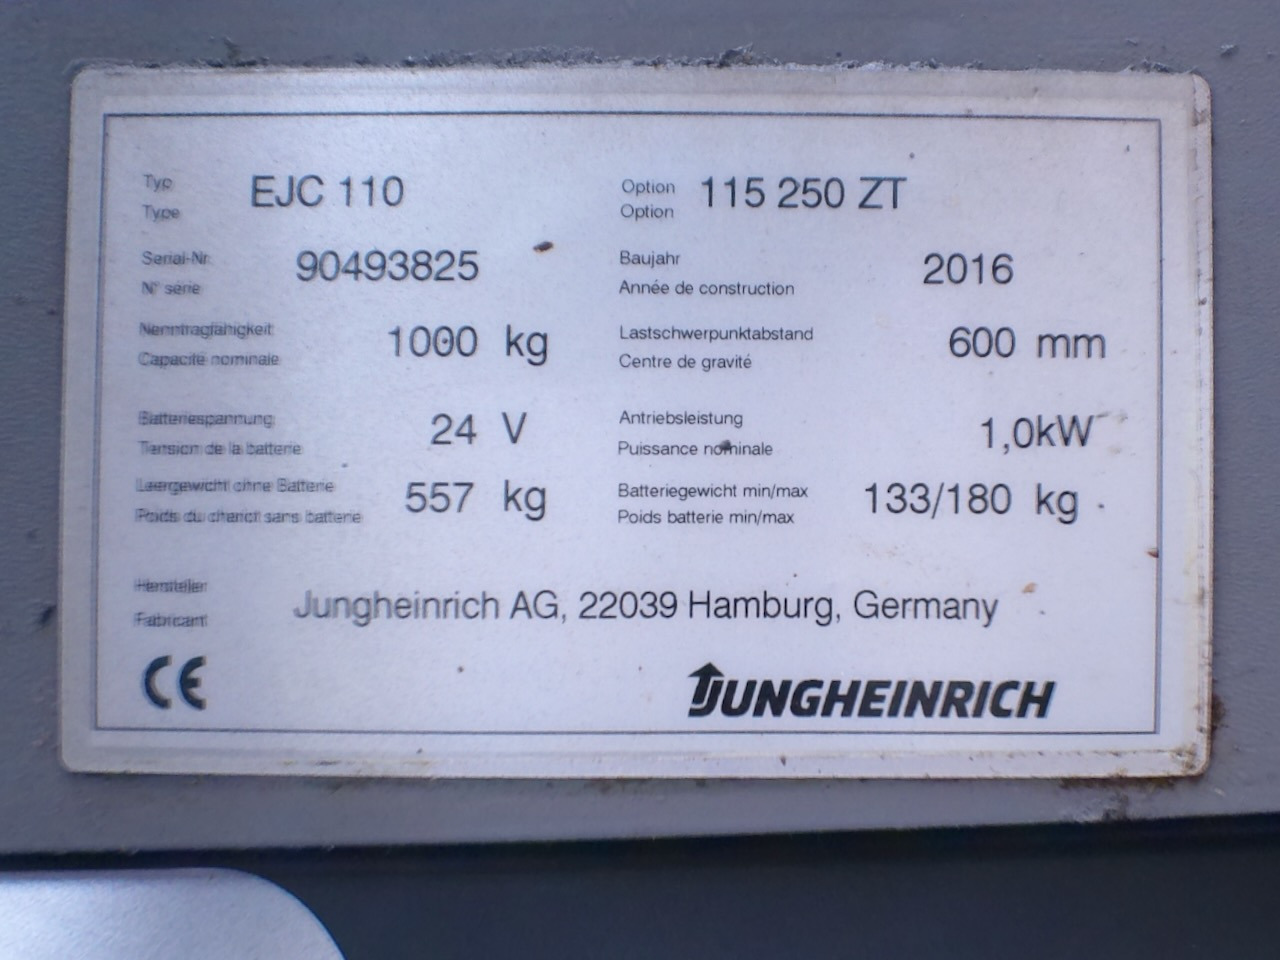 Typ
Type
EJC 110
Option
Option
115 250 ZT
Serial-Nr.
N° série
90493825
Baujahr
Année de construction
2016
Nenntragfähigkeit
Capacité nominale
1000 kg
Lastschwerpunktabstand
Centre de gravité
600 mm
Batteriespannung
Tension de la batterie
24 V
Antriebsleistung
Puissance nominale
1,0kW
Leergewicht ohne Batterie
Poids du chariot sans batterie
557 kg
Batteriegewicht min/max
Poids batterie min/max
133/180 kg
Hersteller
Fabricant
Jungheinrich AG, 22039 Hamburg, Germany
CE
JUNGHEINRICH